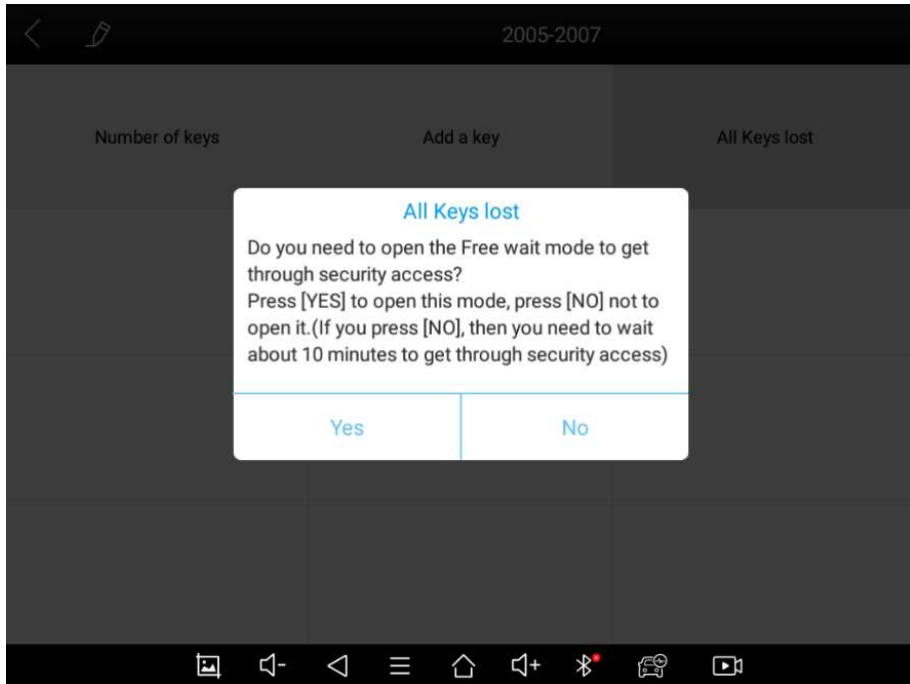 2005-2007
Number of keys
Add a key
All Keys lost
All Keys lost
Do you need to open the Free wait mode to get
through security access?
Press [YES] to open this mode, press [NO] not to
open it.(If you press [NO], then you need to wait
about 10 minutes to get through security access)
Yes
No